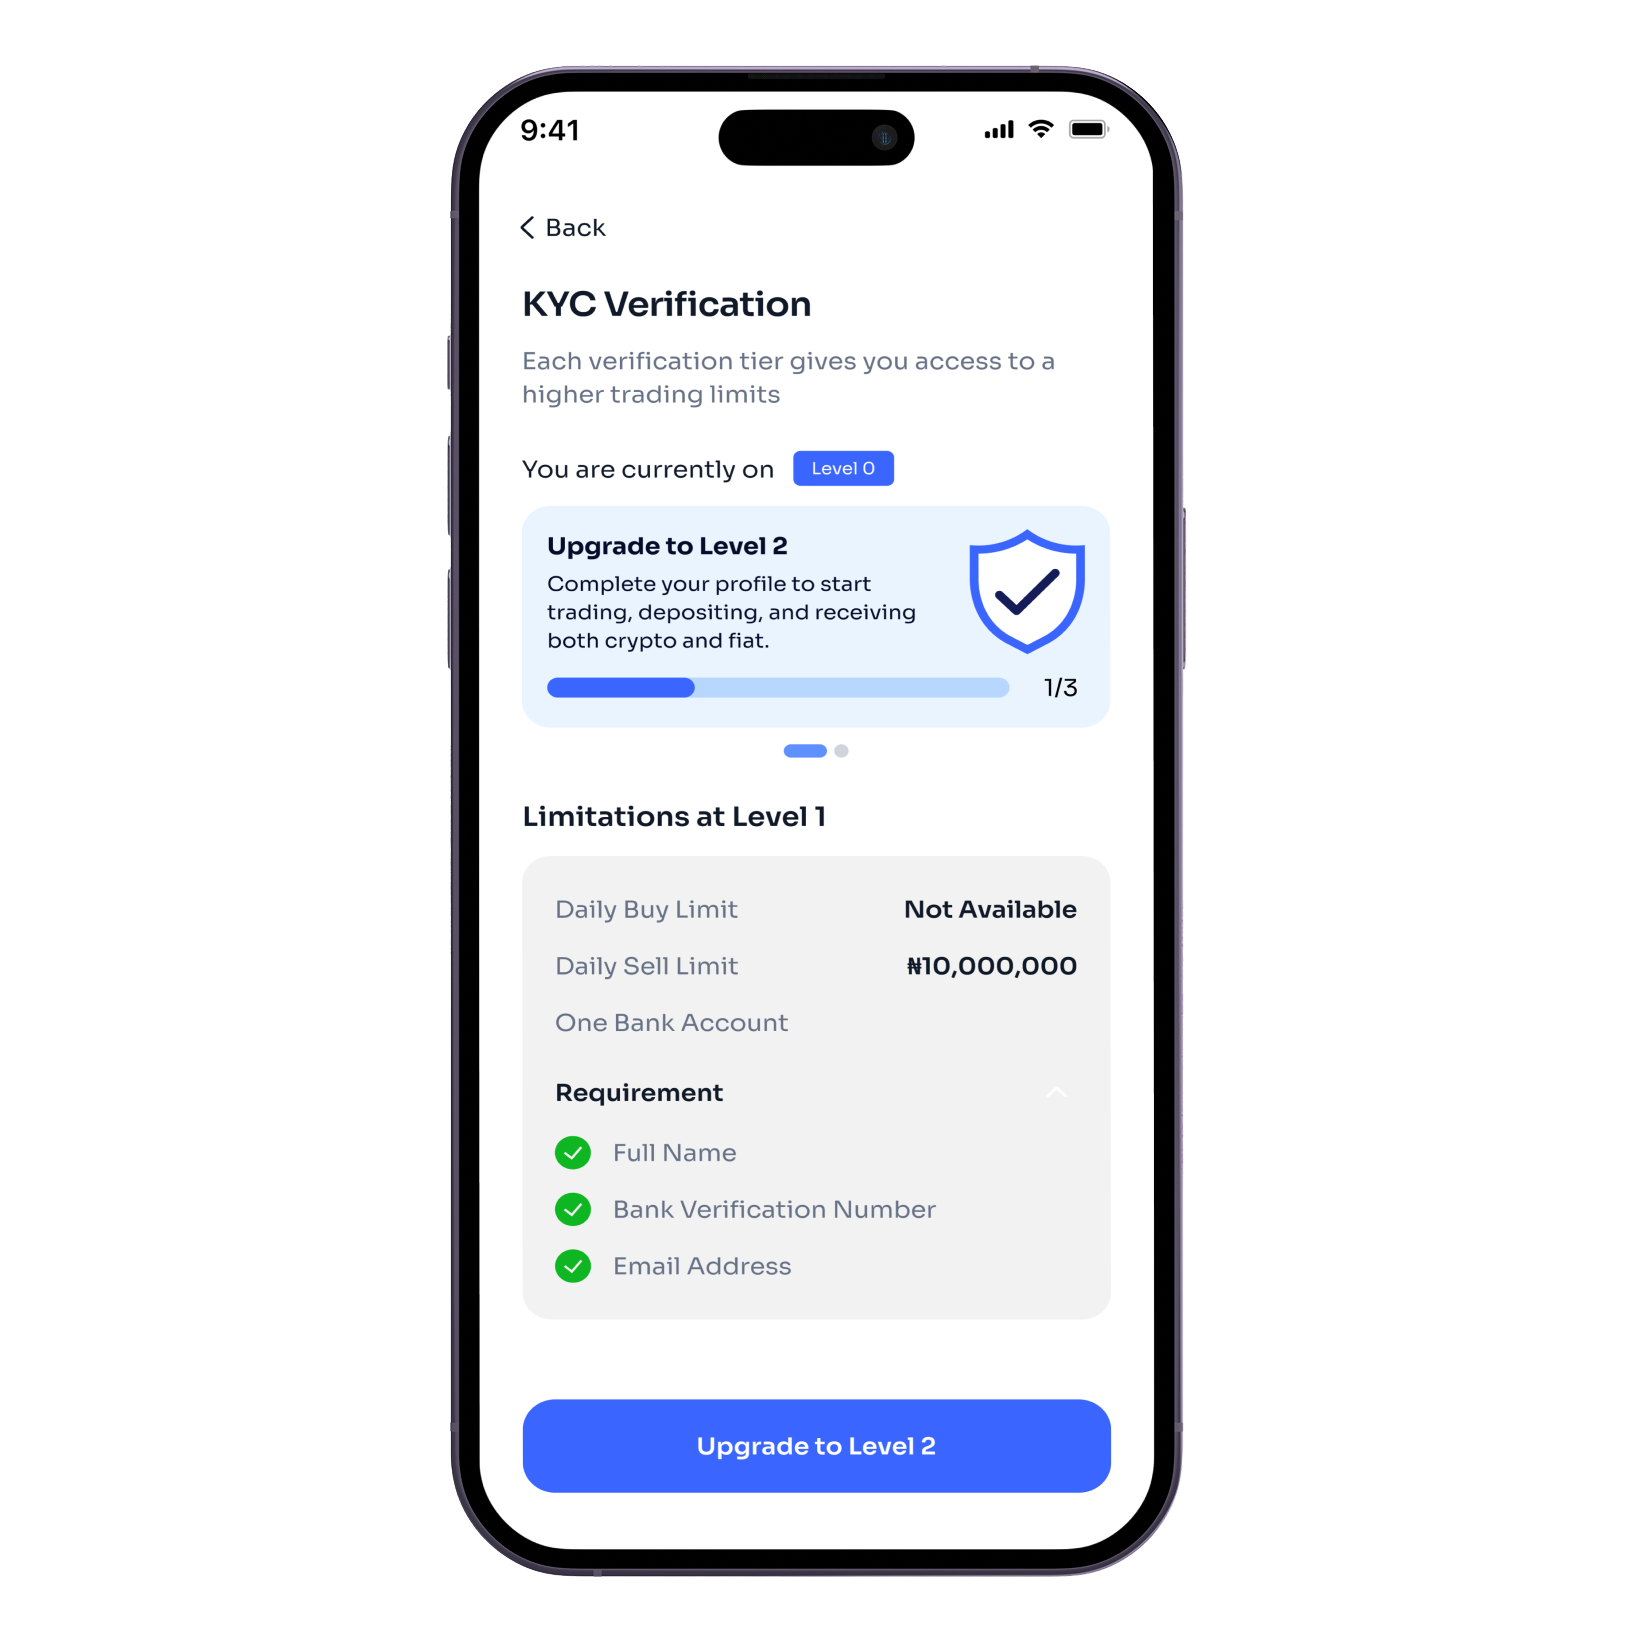 9:41
Back
KYC Verification
Each verification tier gives you access to a
higher trading limits
You are currently on Level 0
Upgrade to Level 2
Complete your profile to start
trading, depositing, and receiving
both crypto and fiat.
1/3
Limitations at Level 1
Daily Buy Limit Not Available
Daily Sell Limit ₦10,000,000
One Bank Account
Requirement
Full Name
Bank Verification Number
Email Address
Upgrade to Level 2